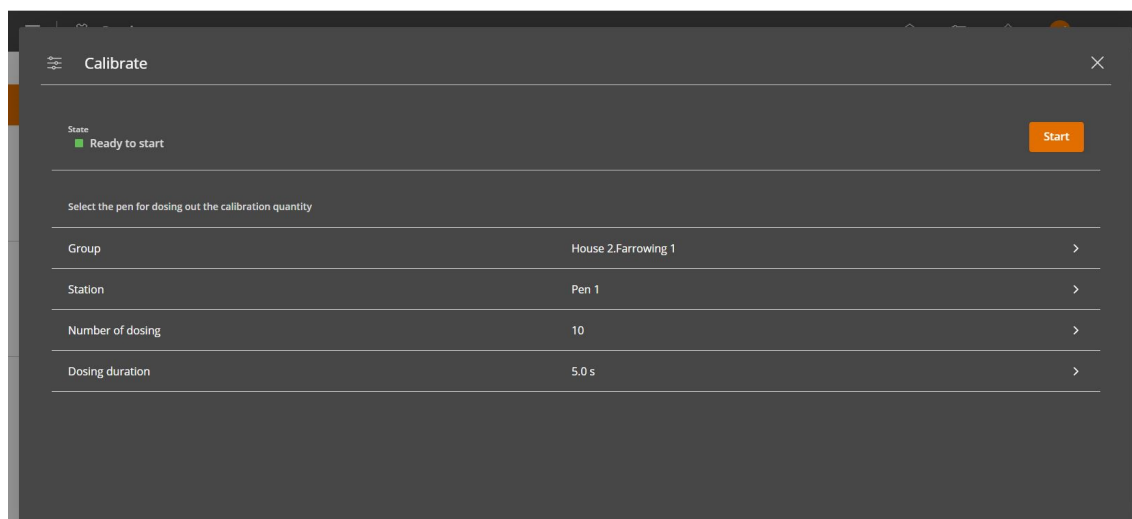 Calibrate
State
Ready to start
Start
Select the pen for dosing out the calibration quantity
Group House 2.Farrowing 1
Station Pen 1
Number of dosing 10
Dosing duration 5.0 s